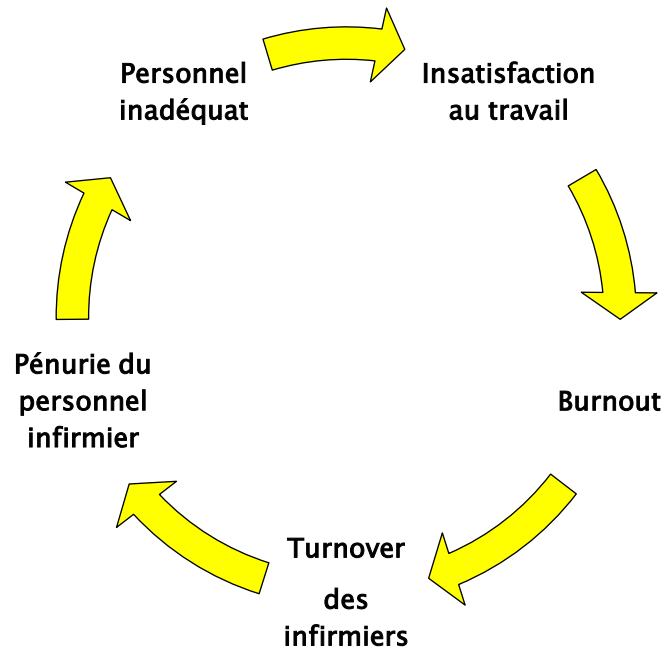 Personnel
inadéquat
Insatisfaction
au travail
Burnout
Turnover
des
infirmiers
Pénurie du
personnel
infirmier